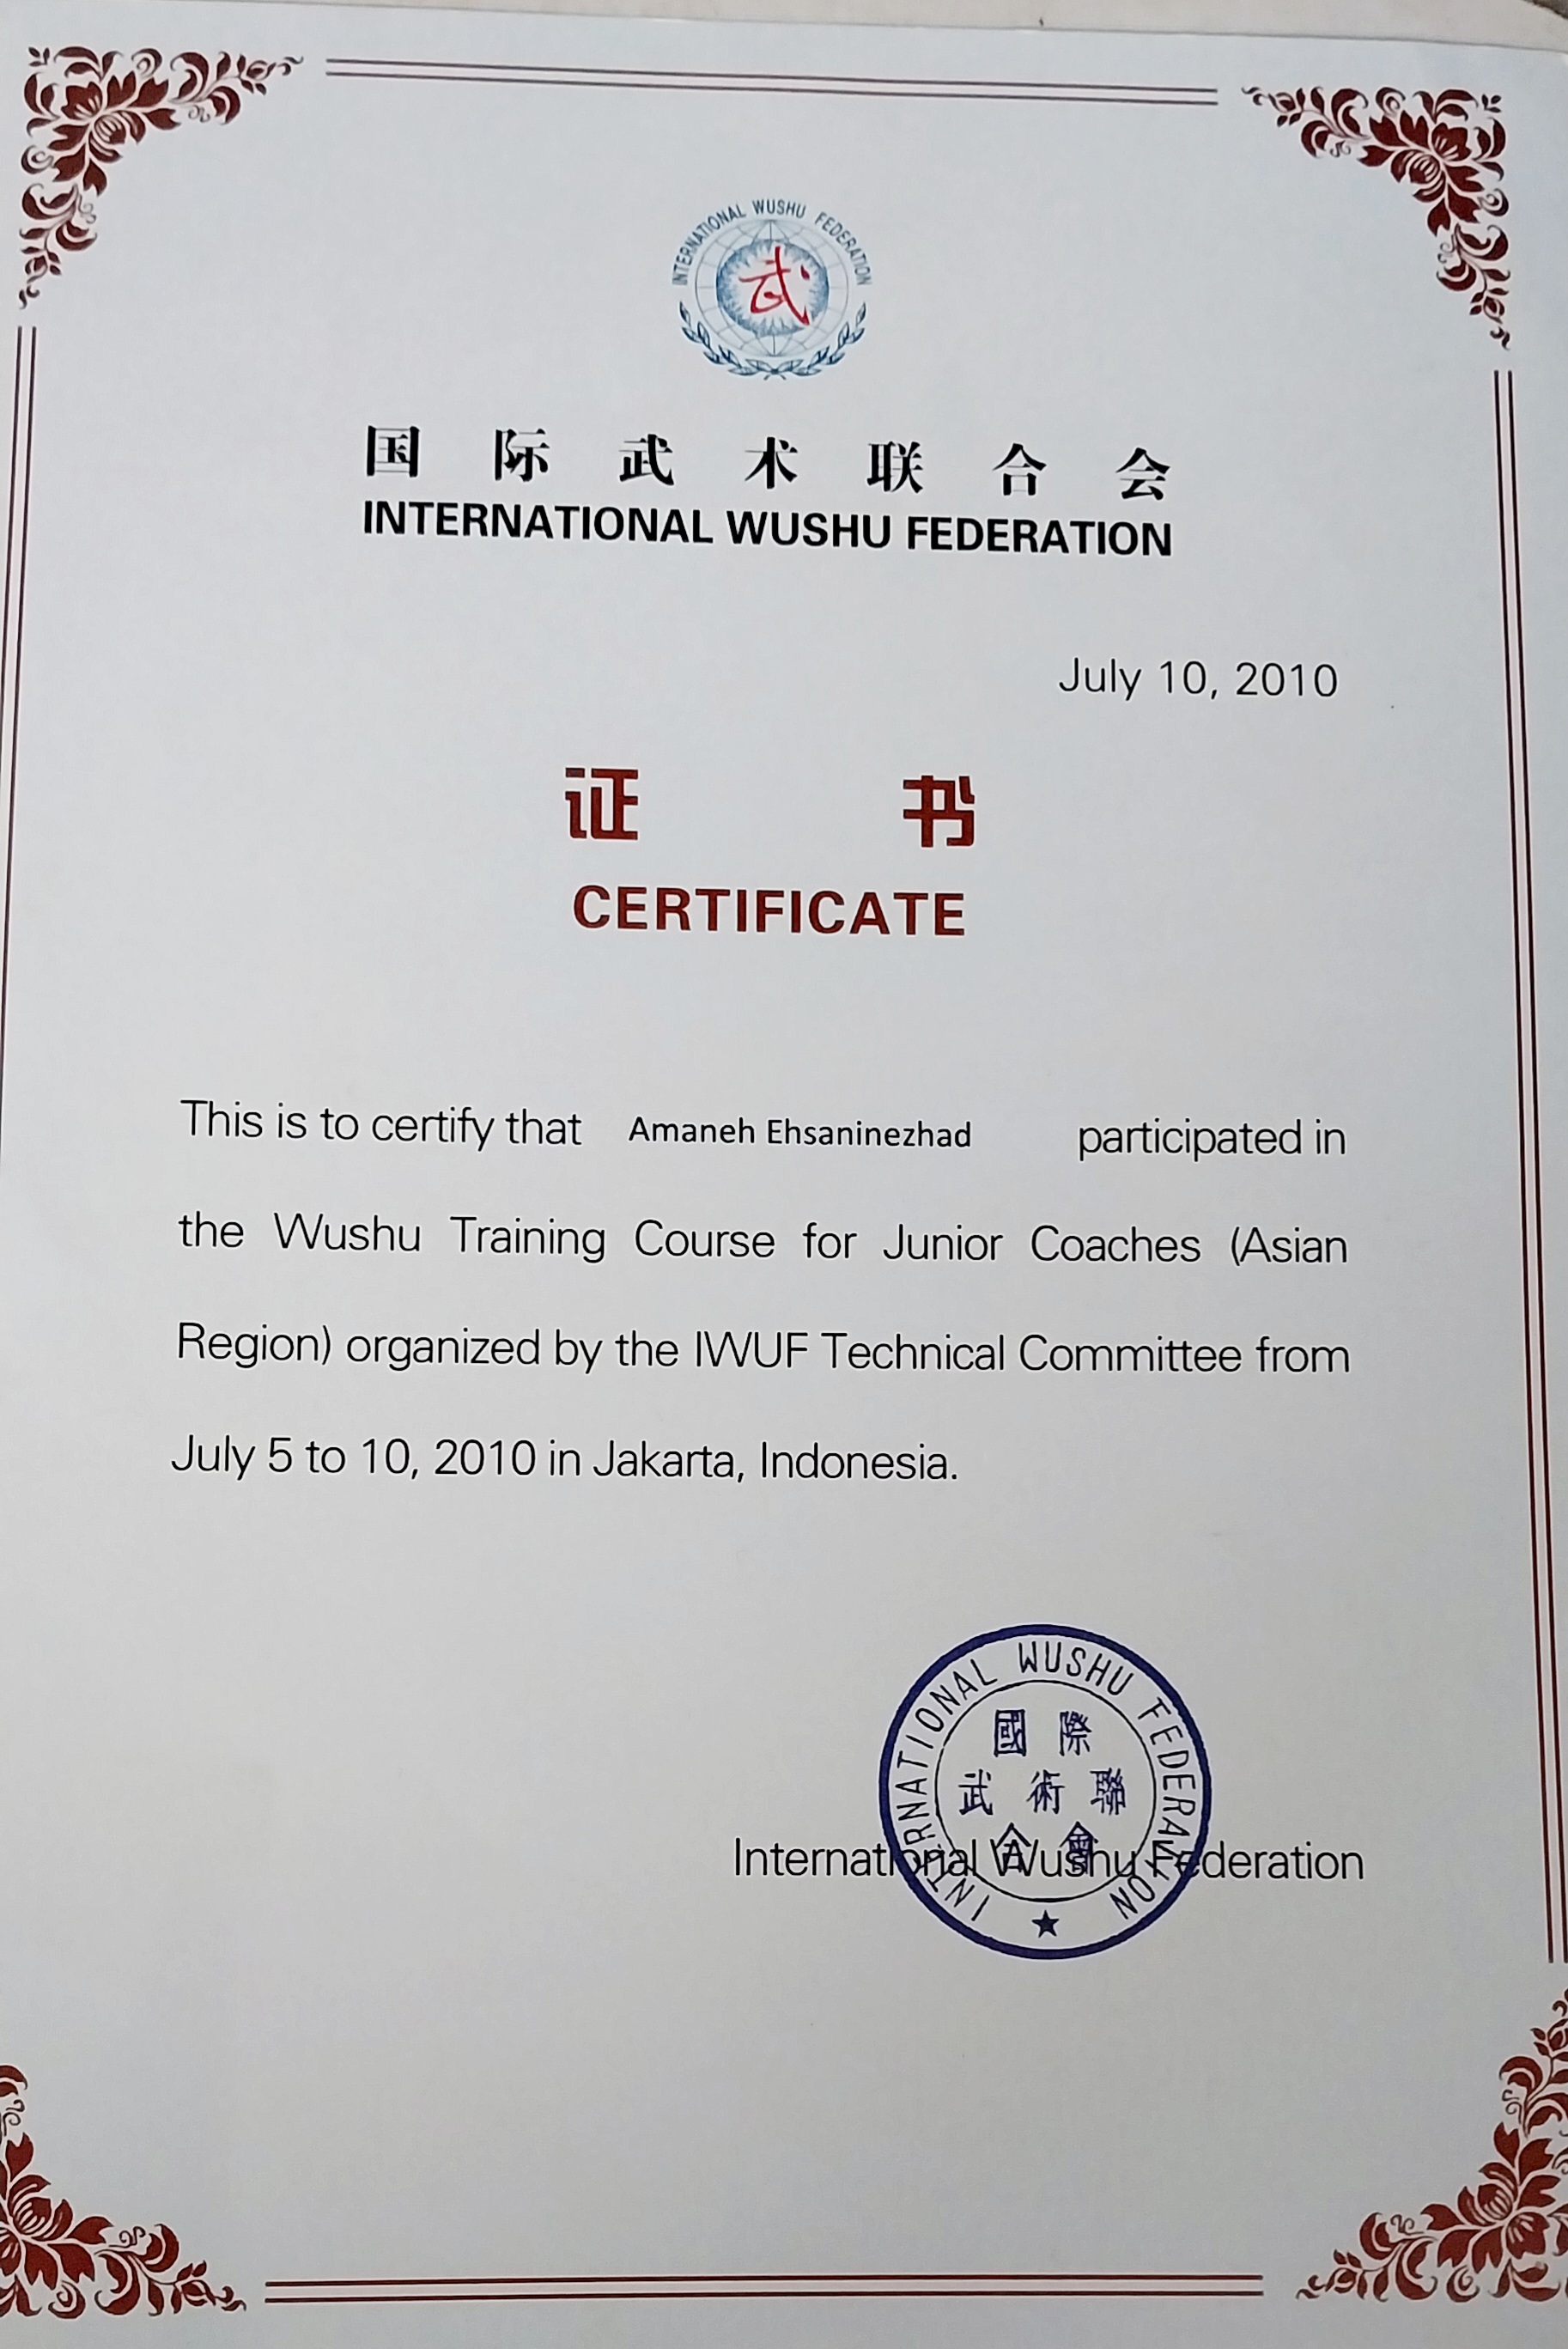 INTERNATIONAL WUSHU FEDERATION
武
国际武术联合会
INTERNATIONAL WUSHU FEDERATION
July 10, 2010
证书
CERTIFICATE
This is to certify that Amaneh Ehsaninezhad participated in
the Wushu Training Course for Junior Coaches (Asian
Region) organized by the IWUF Technical Committee from
July 5 to 10, 2010 in Jakarta, Indonesia.
INTERNATIONAL WUSHU FEDERATION
國際
武術聯
合會
International Wushu Federation